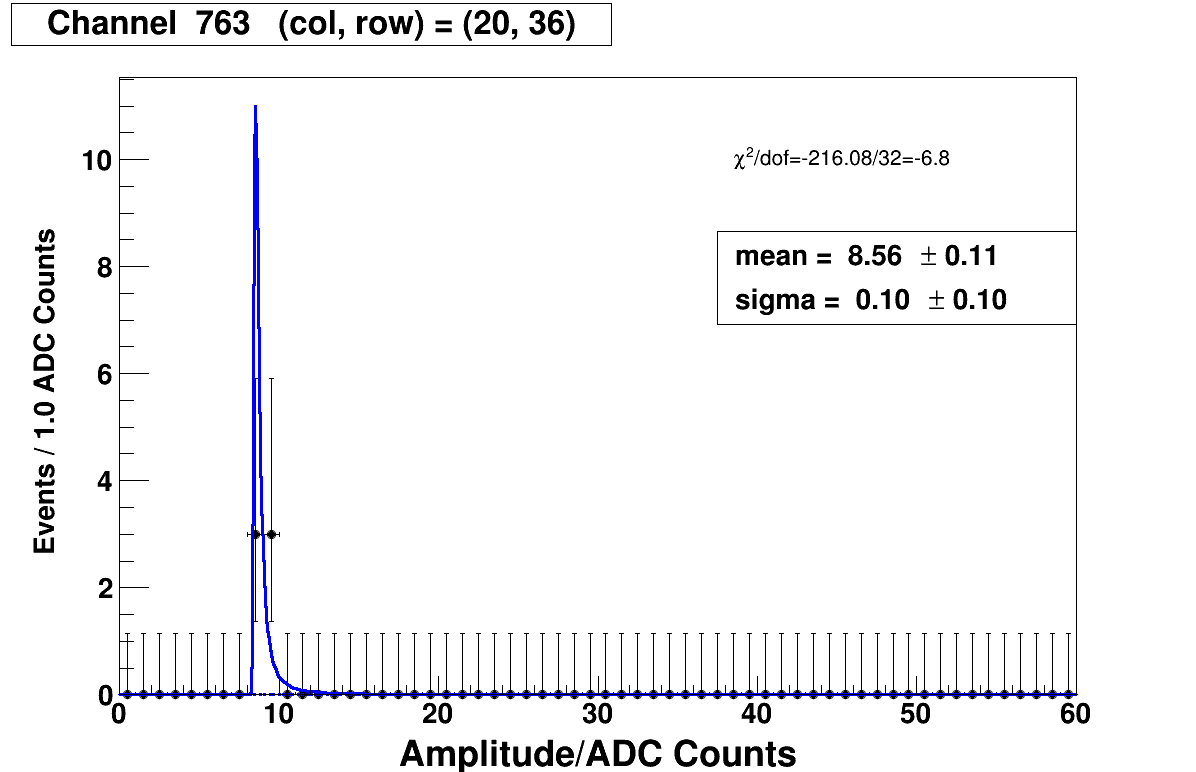 Channel 763 (col, row) = (20, 36)
χ²/dof=-216.08/32=-6.8
mean = 8.56 ± 0.11
sigma = 0.10 ± 0.10
Events / 1.0 ADC Counts
10
8
6
4
2
0
0 10 20 30 40 50 60
Amplitude/ADC Counts